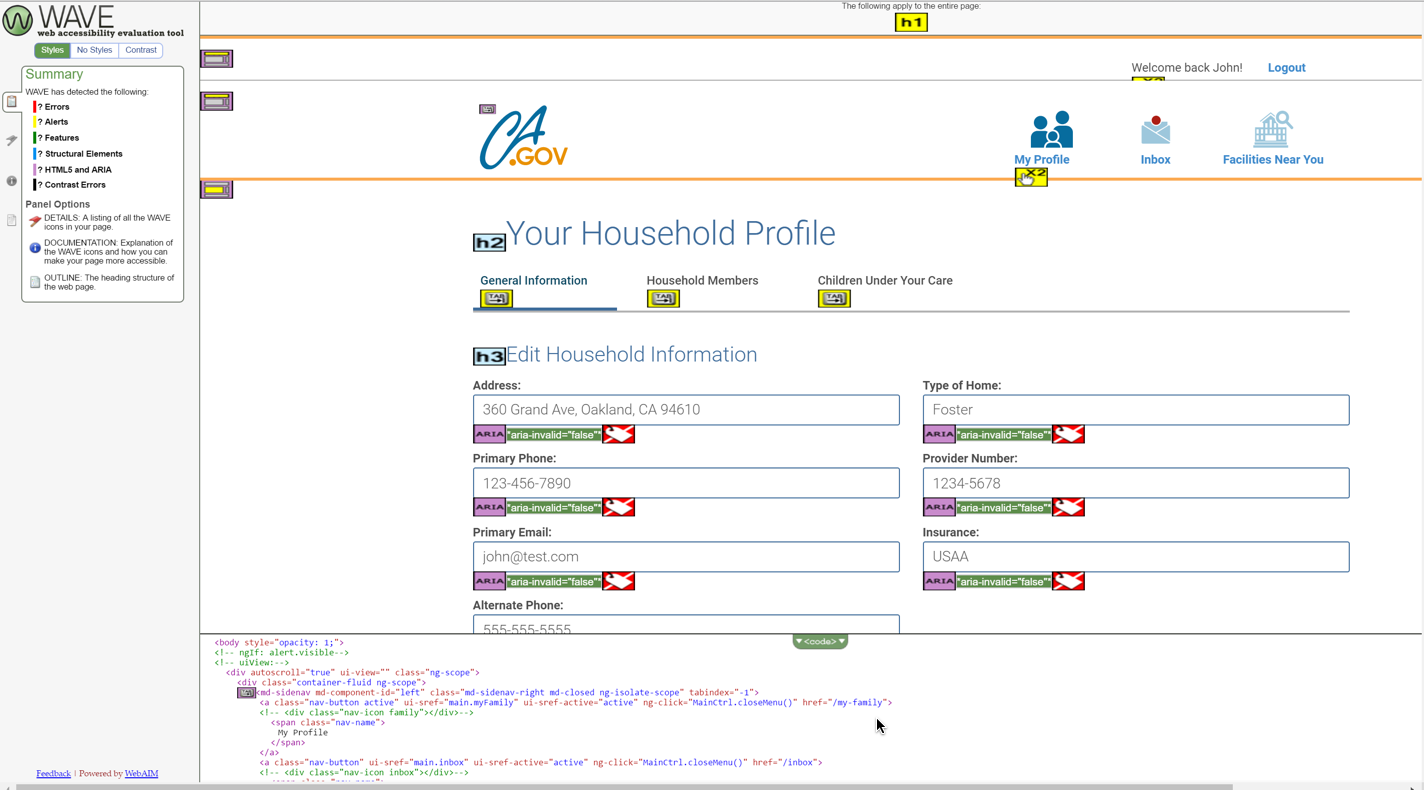 WAVE
web accessibility evaluation tool
Styles No Styles Contrast
Summary
WAVE has detected the following:
? Errors
? Alerts
? Features
? Structural Elements
? HTML5 and ARIA
? Contrast Errors
Panel Options
DETAILS: A listing of all the WAVE
icons in your page.
DOCUMENTATION: Explanation of
the WAVE icons and how you can
make your page more accessible.
OUTLINE: The heading structure of
the web page.
Feedback | Powered by WebAIM
The following apply to the entire page:
h1
Welcome back John! Logout
CA
.GOV
My Profile Inbox Facilities Near You
X2
h2 Your Household Profile
General Information Household Members Children Under Your Care
TAB TAB TAB
h3 Edit Household Information
Address: Type of Home:
360 Grand Ave, Oakland, CA 94610 Foster
ARIA *aria-invalid="false"* ARIA *aria-invalid="false"*
Primary Phone: Provider Number:
123-456-7890 1234-5678
ARIA *aria-invalid="false"* ARIA *aria-invalid="false"*
Primary Email: Insurance:
john@test.com USAA
ARIA *aria-invalid="false"* ARIA *aria-invalid="false"*
Alternate Phone:
555-555-5555
<code>
<body style="opacity: 1;">
<!-- ngIf: alert.visible-->
<!-- uiView:-->
<div autoscroll="true" ui-view="" class="ng-scope">
<div class="container-fluid ng-scope">
<md-sidenav md-component-id="left" class="md-sidenav-right md-closed ng-isolate-scope" tabindex="-1">
<a class="nav-button active" ui-sref="main.myFamily" ui-sref-active="active" ng-click="MainCtrl.closeMenu()" href="/my-family">
<!-- <div class="nav-icon family"></div>-->
<span class="nav-name">
My Profile
</span>
</a>
<a class="nav-button" ui-sref="main.inbox" ui-sref-active="active" ng-click="MainCtrl.closeMenu()" href="/inbox">
<!-- <div class="nav-icon inbox"></div>-->